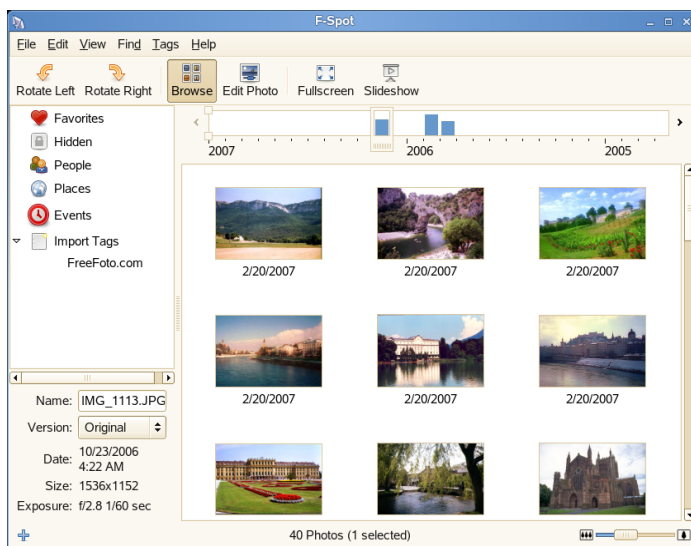 F-Spot
File Edit View Find Tags Help
Rotate Left Rotate Right Browse Edit Photo Fullscreen Slideshow
Favorites
Hidden
People
Places
Events
Import Tags
FreeFoto.com
2007 2006 2005
2/20/2007 2/20/2007 2/20/2007
2/20/2007 2/20/2007 2/20/2007
Name: IMG_1113.JPG
Version: Original
Date: 10/23/2006
4:22 AM
Size: 1536x1152
Exposure: f/2.8 1/60 sec
40 Photos (1 selected)